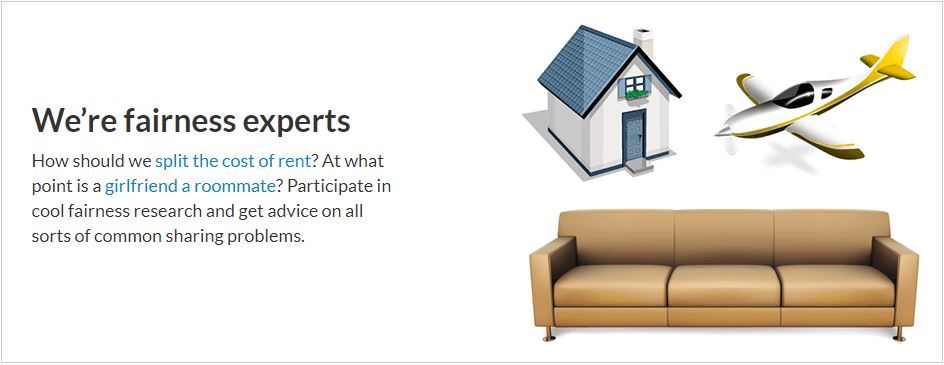 We’re fairness experts
How should we split the cost of rent? At what
point is a girlfriend a roommate? Participate in
cool fairness research and get advice on all
sorts of common sharing problems.